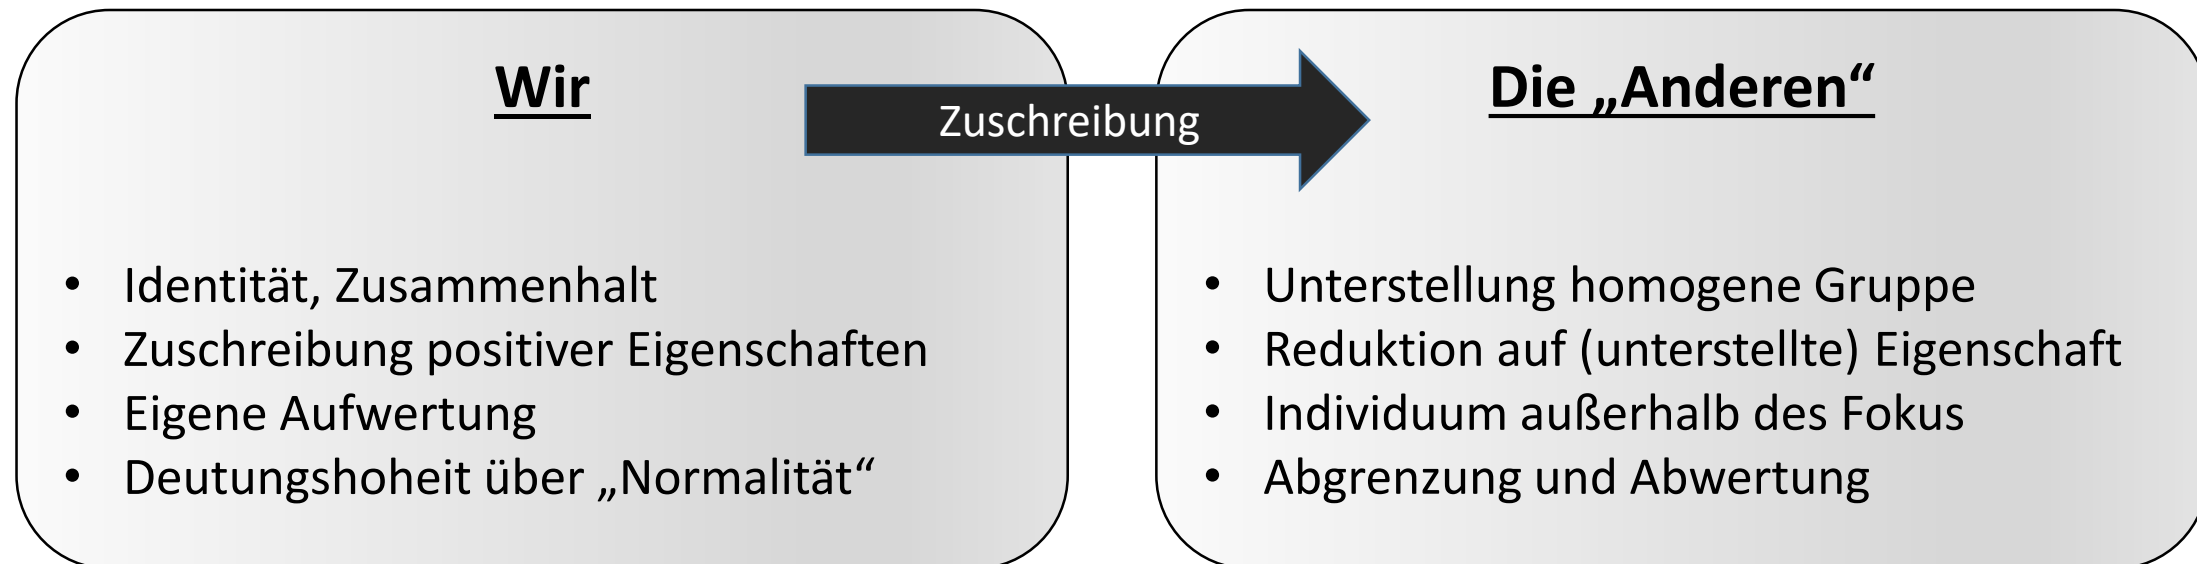 Wir
Zuschreibung
Die „Anderen“
• Identität, Zusammenhalt
• Zuschreibung positiver Eigenschaften
• Eigene Aufwertung
• Deutungshoheit über „Normalität“
• Unterstellung homogene Gruppe
• Reduktion auf (unterstellte) Eigenschaft
• Individuum außerhalb des Fokus
• Abgrenzung und Abwertung